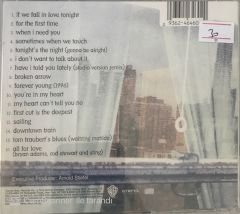 9362-46460
30
1. if we fall in love tonight
2. for the first time
3. when i need you
4. sometimes when we touch
5. tonight's the night (gonna be alright)
6. i don't want to talk about it
7. have i told you lately (studio version remix)
8. broken arrow
9. forever young (1996)
10. you're in my heart
11. my heart can't tell you no
12. first cut is the deepest
13. sailing
14. downtown train
15. tom traubert's blues (waltzing matilda)
16. all for love
(bryan adams, rod stewart and sting)
Executive Producer: Arnold Stiefel
STEREO